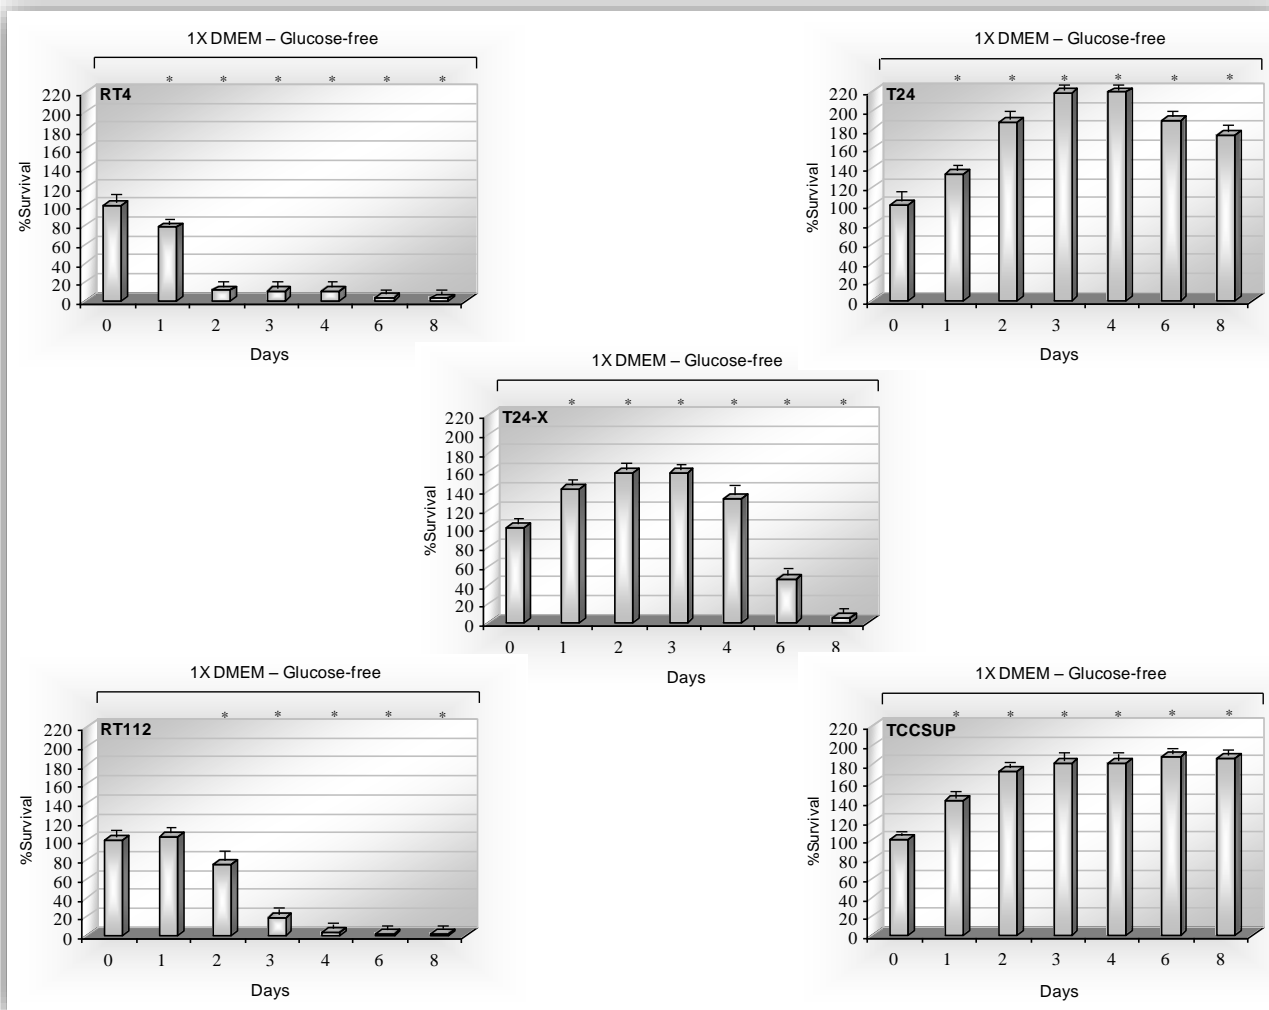 1X DMEM – Glucose-free
* * * * * *
RT4
220
200
180
160
140
120
100
80
60
40
20
0
%Survival
0 1 2 3 4 6 8
Days
1X DMEM – Glucose-free
* * * * * *
T24
220
200
180
160
140
120
100
80
60
40
20
0
%Survival
0 1 2 3 4 6 8
Days
1X DMEM – Glucose-free
* * * * * *
T24-X
220
200
180
160
140
120
100
80
60
40
20
0
%Survival
0 1 2 3 4 6 8
Days
1X DMEM – Glucose-free
* * * * *
RT112
220
200
180
160
140
120
100
80
60
40
20
0
%Survival
0 1 2 3 4 6 8
Days
1X DMEM – Glucose-free
* * * * * *
TCCSUP
220
200
180
160
140
120
100
80
60
40
20
0
%Survival
0 1 2 3 4 6 8
Days